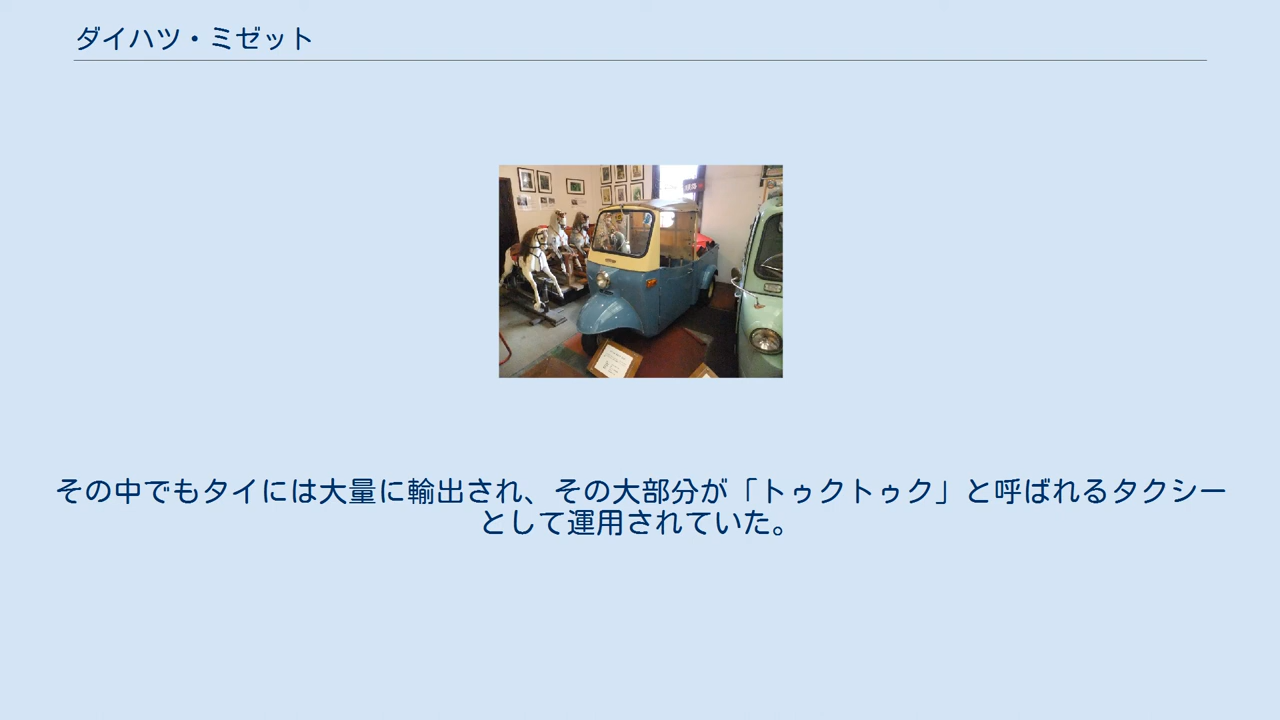 ダイハツ・ミゼット
その中でもタイには大量に輸出され、その大部分が「トゥクトゥク」と呼ばれるタクシー
として運用されていた。